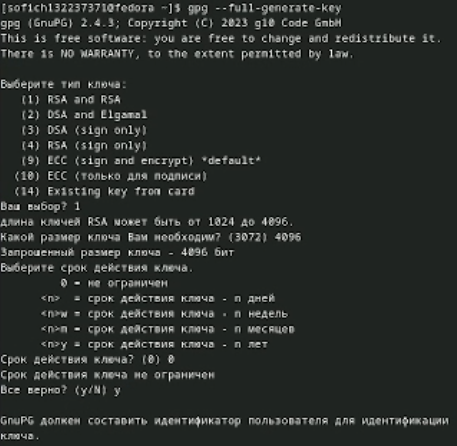 [sofich1322373710fedora ~]$ gpg --full-generate-key
gpg (GnuPG) 2.4.3; Copyright (C) 2023 g10 Code GmbH
This is free software: you are free to change and redistribute it.
There is NO WARRANTY, to the extent permitted by law.
Выберите тип ключа:
(1) RSA and RSA
(2) DSA and Elgamal
(3) DSA (sign only)
(4) RSA (sign only)
(9) ECC (sign and encrypt) *default*
(10) ECC (только для подписи)
(14) Existing key from card
Ваш выбор? 1
длина ключей RSA может быть от 1024 до 4096.
Какой размер ключа Вам необходим? (3072) 4096
Запрошенный размер ключа - 4096 бит
Выберите срок действия ключа.
0 = не ограничен
<n> = срок действия ключа - n дней
<n>w = срок действия ключа - n недель
<n>m = срок действия ключа - n месяцев
<n>y = срок действия ключа - n лет
Срок действия ключа? (0) 0
Срок действия ключа не ограничен
Все верно? (y/N) y
GnuPG должен составить идентификатор пользователя для идентификации
ключа.